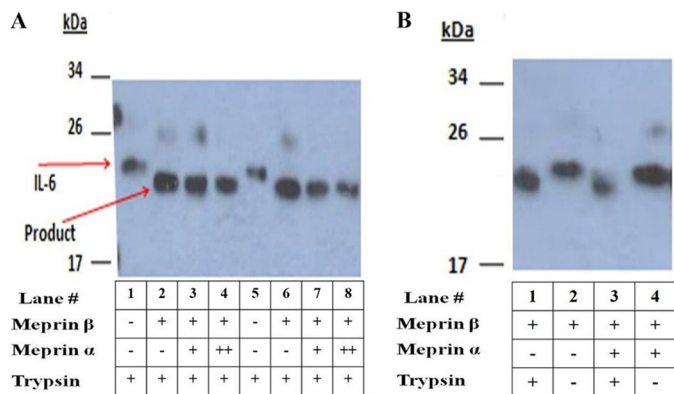 A
kDa
34
26
IL-6
Product
17
Lane # 1 2 3 4 5 6 7 8
Meprin β - + + + - + + +
Meprin α - - + ++ - - + ++
Trypsin + + + + + + + +
B
kDa
34
26
17
Lane # 1 2 3 4
Meprin β + + + +
Meprin α - - + +
Trypsin + - + -